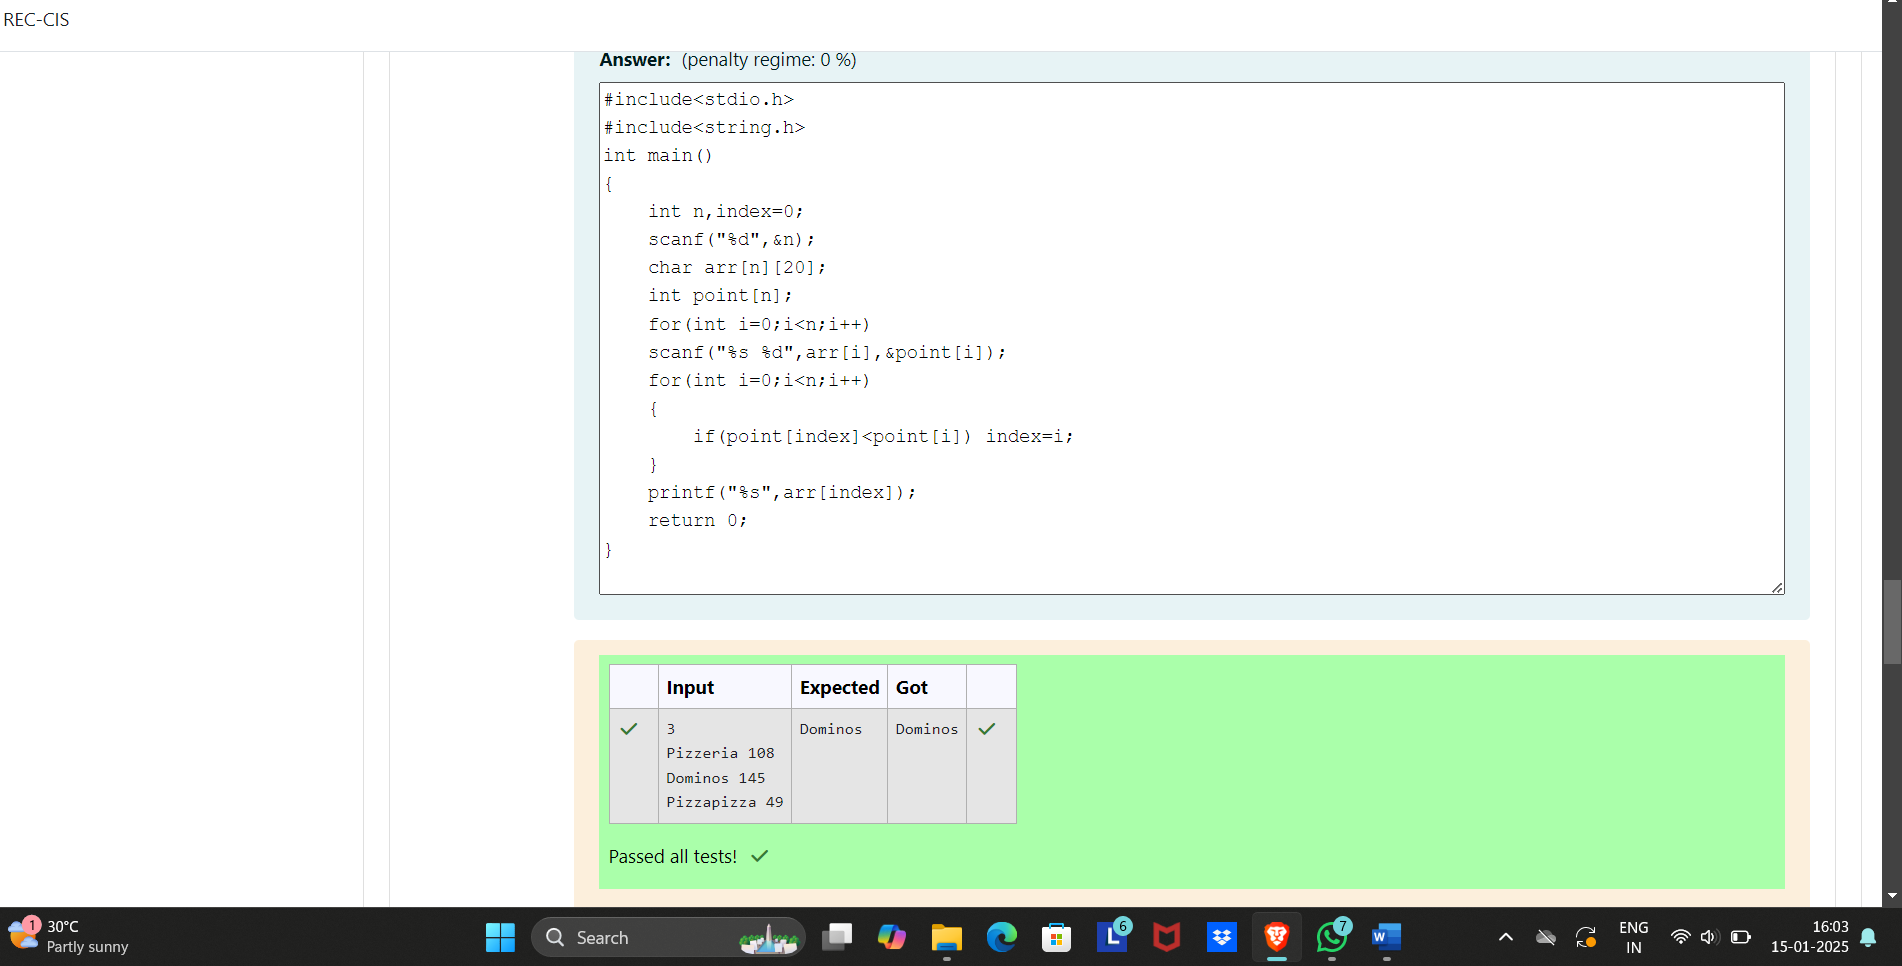 REC-CIS
Answer: (penalty regime: 0 %)
#include<stdio.h>
#include<string.h>
int main()
{
    int n,index=0;
    scanf("%d",&n);
    char arr[n][20];
    int point[n];
    for(int i=0;i<n;i++)
    scanf("%s %d",arr[i],&point[i]);
    for(int i=0;i<n;i++)
    {
        if(point[index]<point[i]) index=i;
    }
    printf("%s",arr[index]);
    return 0;
}
Input Expected Got
3 Dominos Dominos
Pizzeria 108
Dominos 145
Pizzapizza 49
Passed all tests!
1 30°C
Partly sunny
Search
L 6
7
W
ENG
IN
16:03
15-01-2025